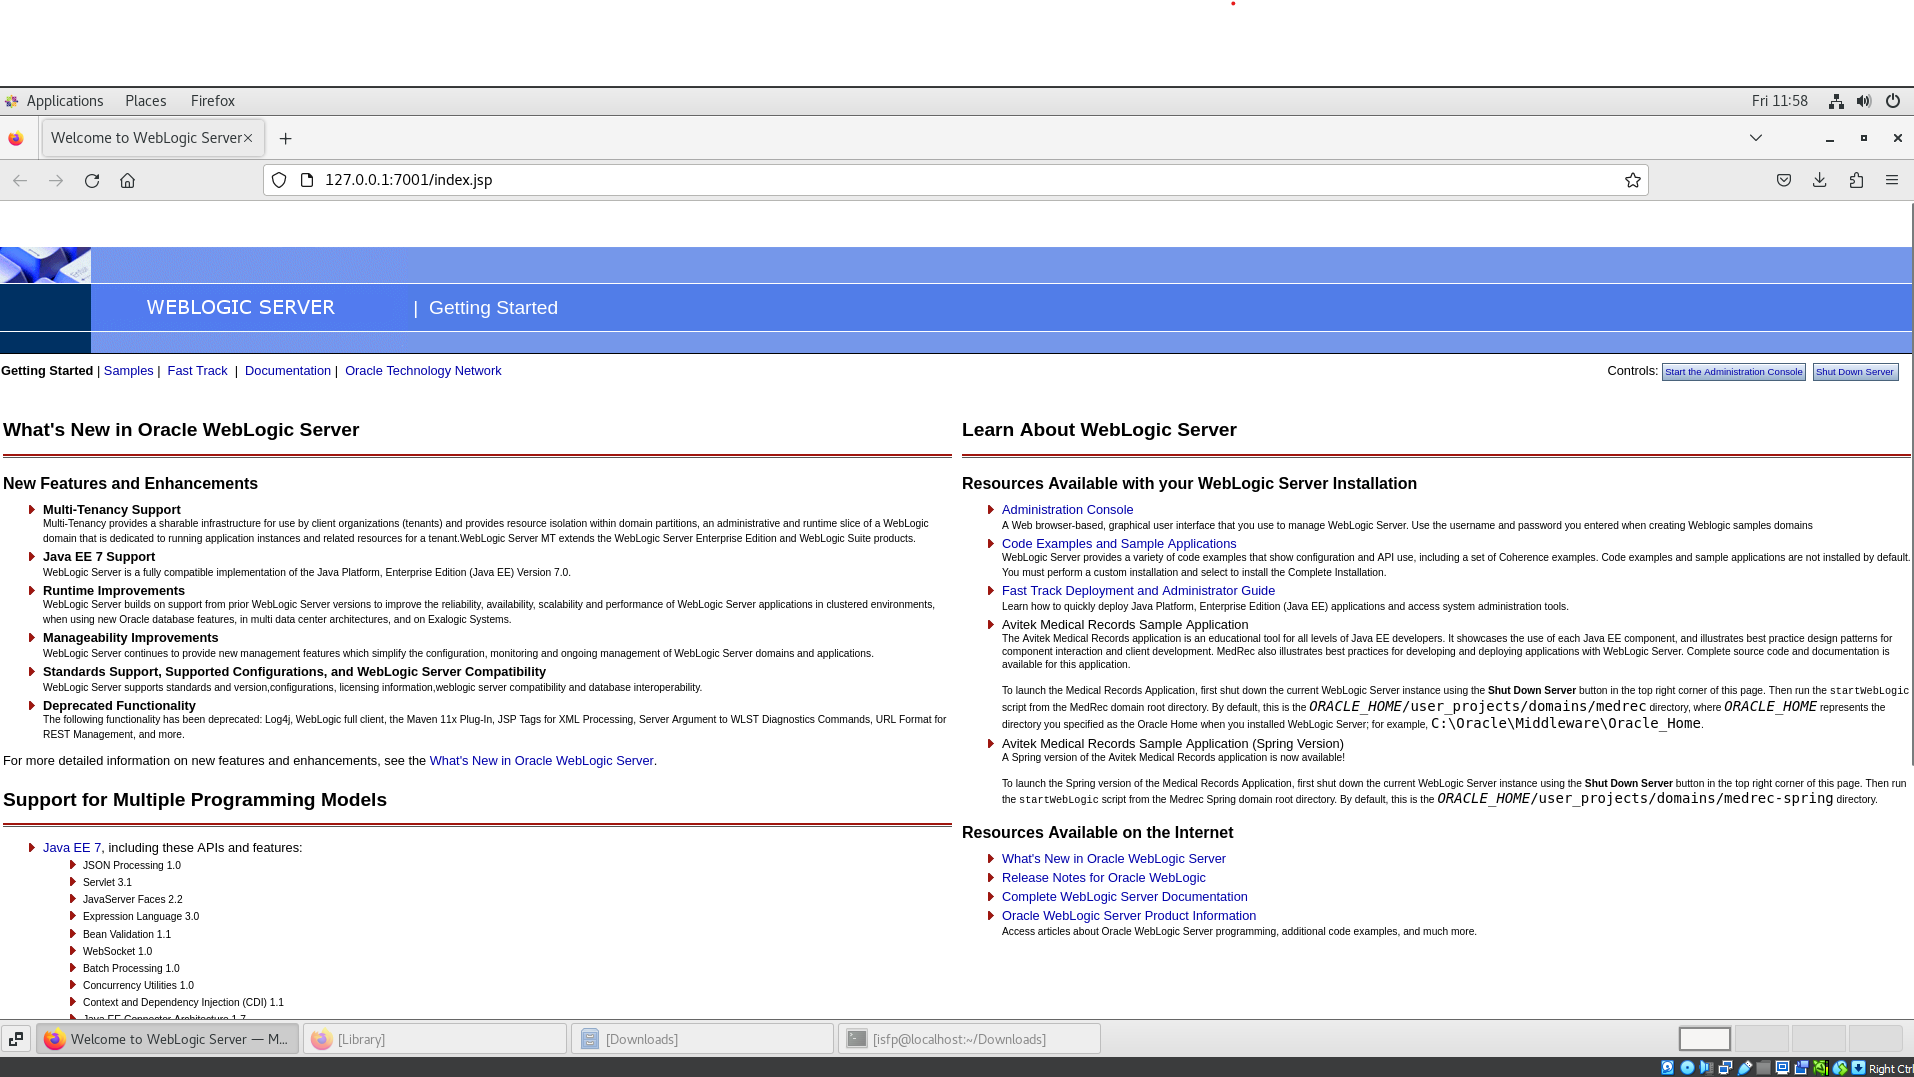 Applications Places Firefox Fri 11:58
Welcome to WebLogic Server
127.0.0.1:7001/index.jsp
WEBLOGIC SERVER | Getting Started
Getting Started | Samples | Fast Track | Documentation | Oracle Technology Network Controls: Start the Administration Console Shut Down Server
What's New in Oracle WebLogic Server
New Features and Enhancements
Multi-Tenancy Support
Multi-Tenancy provides a sharable infrastructure for use by client organizations (tenants) and provides resource isolation within domain partitions, an administrative and runtime slice of a WebLogic
domain that is dedicated to running application instances and related resources for a tenant.WebLogic Server MT extends the WebLogic Server Enterprise Edition and WebLogic Suite products.
Java EE 7 Support
WebLogic Server is a fully compatible implementation of the Java Platform, Enterprise Edition (Java EE) Version 7.0.
Runtime Improvements
WebLogic Server builds on support from prior WebLogic Server versions to improve the reliability, availability, scalability and performance of WebLogic Server applications in clustered environments,
when using new Oracle database features, in multi data center architectures, and on Exalogic Systems.
Manageability Improvements
WebLogic Server continues to provide new management features which simplify the configuration, monitoring and ongoing management of WebLogic Server domains and applications.
Standards Support, Supported Configurations, and WebLogic Server Compatibility
WebLogic Server supports standards and version,configurations, licensing information,weblogic server compatibility and database interoperability.
Deprecated Functionality
The following functionality has been deprecated: Log4j, WebLogic full client, the Maven 11x Plug-In, JSP Tags for XML Processing, Server Argument to WLST Diagnostics Commands, URL Format for
REST Management, and more.
For more detailed information on new features and enhancements, see the What's New in Oracle WebLogic Server.
Support for Multiple Programming Models
Java EE 7, including these APIs and features:
JSON Processing 1.0
Servlet 3.1
JavaServer Faces 2.2
Expression Language 3.0
Bean Validation 1.1
WebSocket 1.0
Batch Processing 1.0
Concurrency Utilities 1.0
Context and Dependency Injection (CDI) 1.1
Java EE Connector Architecture 1.7
Learn About WebLogic Server
Resources Available with your WebLogic Server Installation
Administration Console
A Web browser-based, graphical user interface that you use to manage WebLogic Server. Use the username and password you entered when creating Weblogic samples domains
Code Examples and Sample Applications
WebLogic Server provides a variety of code examples that show configuration and API use, including a set of Coherence examples. Code examples and sample applications are not installed by default.
You must perform a custom installation and select to install the Complete Installation.
Fast Track Deployment and Administrator Guide
Learn how to quickly deploy Java Platform, Enterprise Edition (Java EE) applications and access system administration tools.
Avitek Medical Records Sample Application
The Avitek Medical Records application is an educational tool for all levels of Java EE developers. It showcases the use of each Java EE component, and illustrates best practice design patterns for
component interaction and client development. MedRec also illustrates best practices for developing and deploying applications with WebLogic Server. Complete source code and documentation is
available for this application.
To launch the Medical Records Application, first shut down the current WebLogic Server instance using the Shut Down Server button in the top right corner of this page. Then run the startWebLogic
script from the MedRec domain root directory. By default, this is the ORACLE_HOME/user_projects/domains/medrec directory, where ORACLE_HOME represents the
directory you specified as the Oracle Home when you installed WebLogic Server; for example, C:\Oracle\Middleware\Oracle_Home.
Avitek Medical Records Sample Application (Spring Version)
A Spring version of the Avitek Medical Records application is now available!
To launch the Spring version of the Medical Records Application, first shut down the current WebLogic Server instance using the Shut Down Server button in the top right corner of this page. Then run
the startWebLogic script from the Medrec Spring domain root directory. By default, this is the ORACLE_HOME/user_projects/domains/medrec-spring directory.
Resources Available on the Internet
What's New in Oracle WebLogic Server
Release Notes for Oracle WebLogic
Complete WebLogic Server Documentation
Oracle WebLogic Server Product Information
Access articles about Oracle WebLogic Server programming, additional code examples, and much more.
Welcome to WebLogic Server — M... [Library] [Downloads] [isfp@localhost:~/Downloads]
Right Ctrl